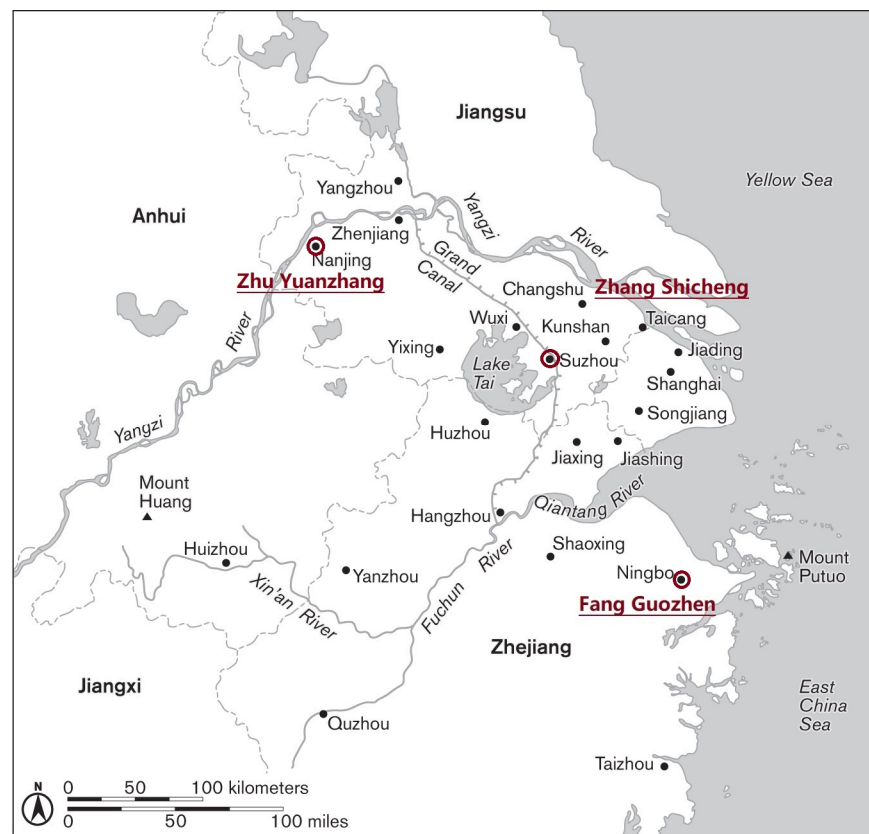 Jiangsu
Yellow Sea
Yangzhou
Anhui
Yangzi
River
Zhenjiang
Grand
Canal
Nanjing
Zhu Yuanzhang
Zhang Shicheng
Changshu
Wuxi
Kunshan
Taicang
River
Yixing
Jiading
Lake
Tai
Suzhou
Shanghai
Songjiang
Yangzi
Huzhou
Jiaxing
Jiashing
Mount
Huang
Qiantang River
Hangzhou
Huizhou
Shaoxing
Mount
Putuo
Yanzhou
River
Ningbo
Xin'an River
Fuchun
Fang Guozhen
Zhejiang
Jiangxi
East
China
Sea
Quzhou
Taizhou
N
0 50 100 kilometers
0 50 100 miles